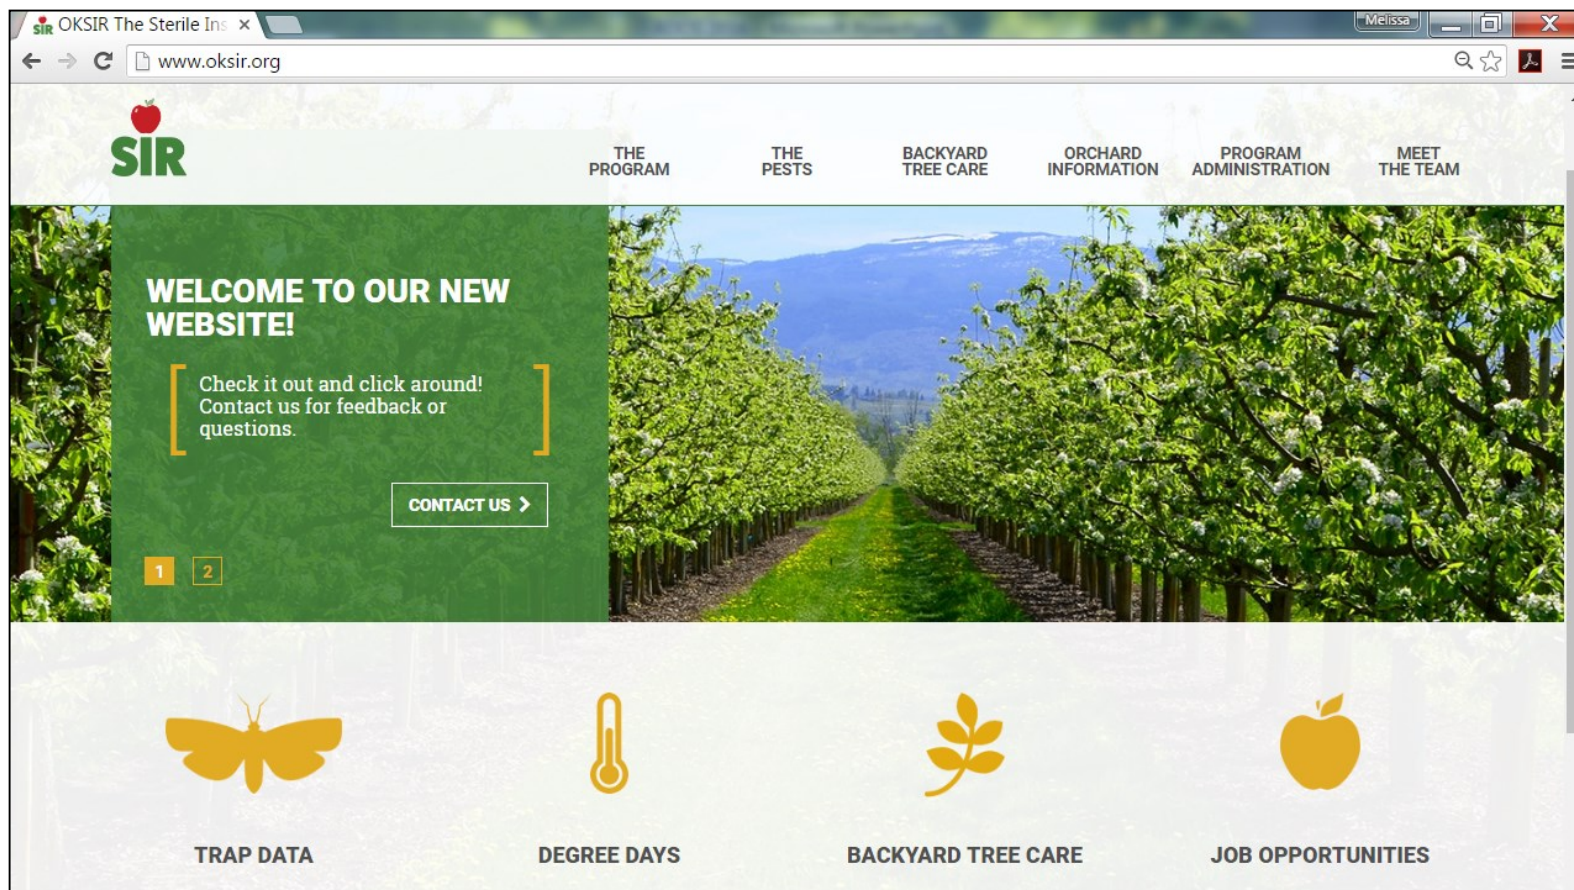 SIR OKSIR The Sterile Ins
Melissa
www.oksir.org
SIR
THE PROGRAM
THE PESTS
BACKYARD TREE CARE
ORCHARD INFORMATION
PROGRAM ADMINISTRATION
MEET THE TEAM
WELCOME TO OUR NEW
WEBSITE!
Check it out and click around!
Contact us for feedback or
questions.
CONTACT US
1 2
TRAP DATA
DEGREE DAYS
BACKYARD TREE CARE
JOB OPPORTUNITIES